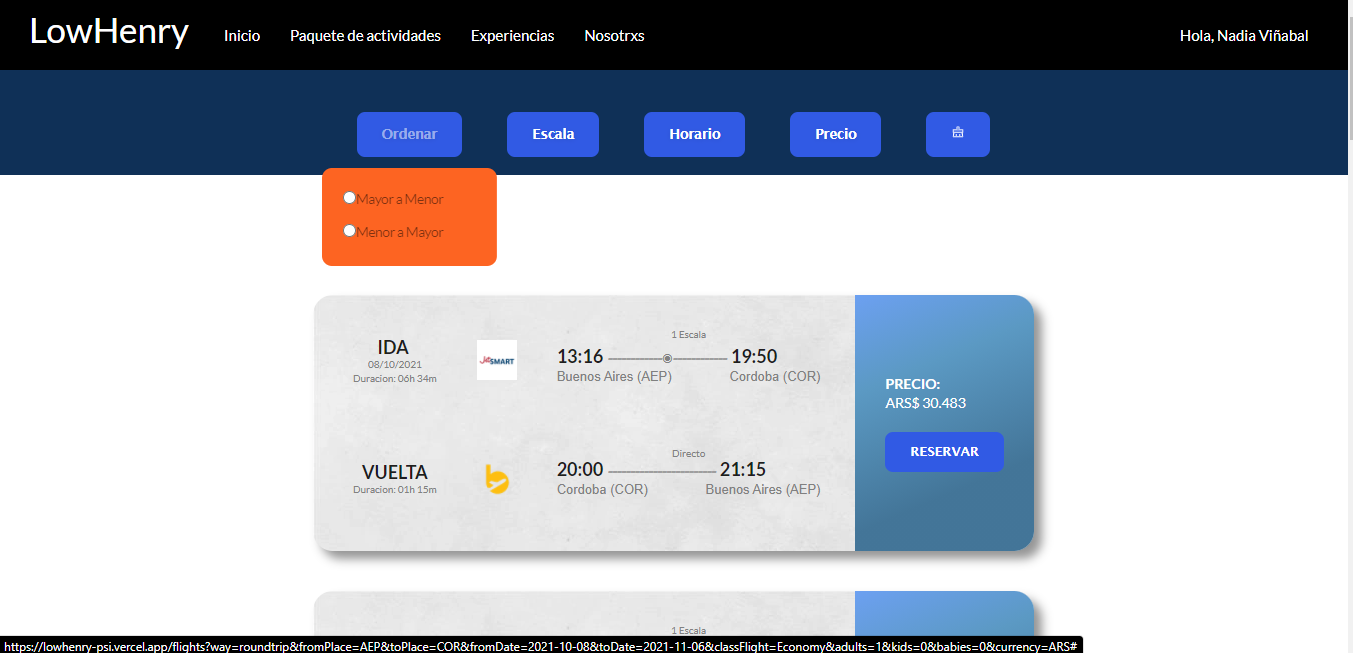 LowHenry
Inicio
Paquete de actividades
Experiencias
Nosotrxs
Hola, Nadia Viñabal
Ordenar
Escala
Horario
Precio
Mayor a Menor
Menor a Mayor
IDA
08/10/2021
Duracion: 06h 34m
JetSMART
1 Escala
13:16
19:50
Buenos Aires (AEP)
Cordoba (COR)
PRECIO:
ARS$ 30.483
RESERVAR
VUELTA
Duracion: 01h 15m
Directo
20:00
21:15
Cordoba (COR)
Buenos Aires (AEP)
1 Escala
https://lowhenry-psi.vercel.app/flights?way=roundtrip&fromPlace=AEP&toPlace=COR&fromDate=2021-10-08&toDate=2021-11-06&classFlight=Economy&adults=1&kids=0&babies=0&currency=ARS#